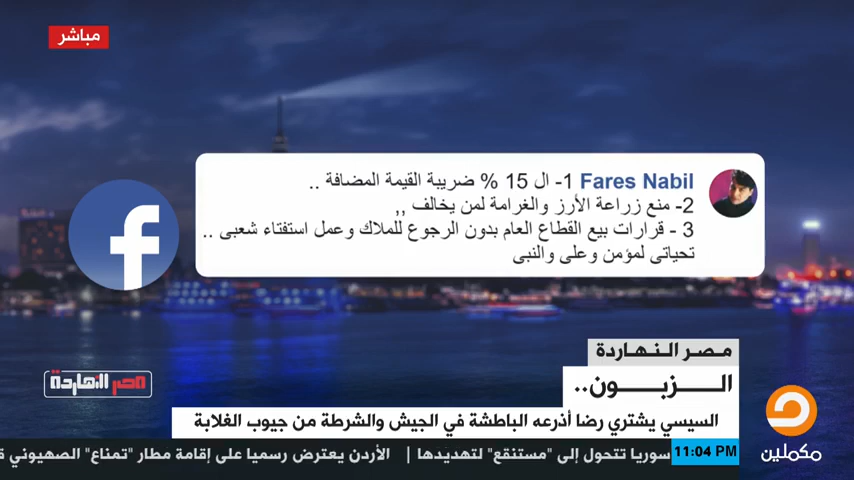 مباشر
Fares Nabil 1- ال 15 % ضريبة القيمة المضافة ..
2- منع زراعة الأرز والغرامة لمن يخالف ,,
3 - قرارات بيع القطاع العام بدون الرجوع للملاك وعمل استفتاء شعبى ..
تحياتى لمؤمن وعلى والنبى
مصر النهاردة
الزبون..
مصر النهاردة
السيسي يشتري رضا أذرعه الباطشة في الجيش والشرطة من جيوب الغلابة
مكملين
11:04 PM سوريا تتحول إلى "مستنقع" لتهديدها | الأردن يعترض رسميا على إقامة مطار "تمناع" الصهيوني ق